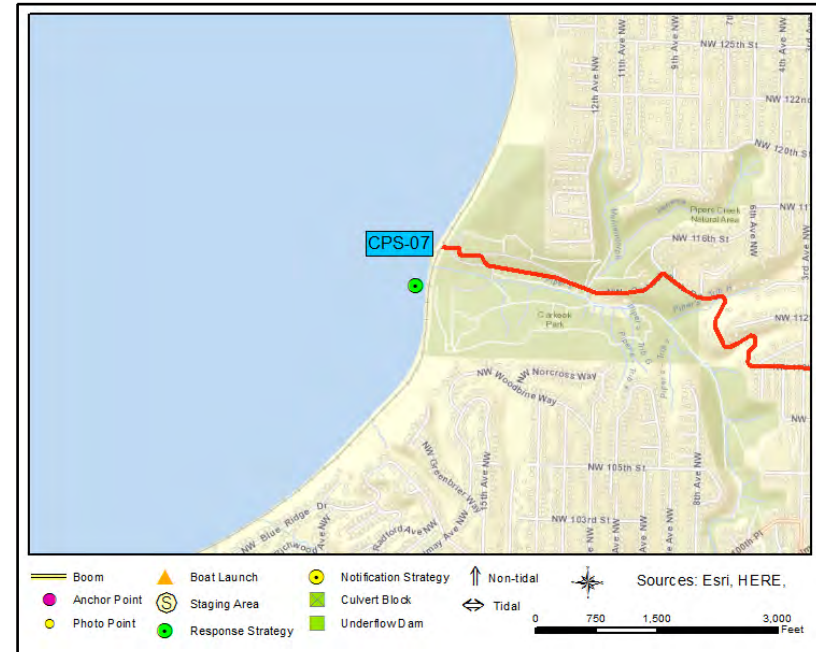 NW 125th St
12th Ave NW
11th Ave NW
9th Ave NW
4th Ave NW
NW 122nd
NW 120th St
Pipers Creek
Natural Area
6th Ave NW
NW 116th St
3rd Ave NW
CPS-07
NW 112
Carkeek
Park
Piper's Trib
NW Norcross Way
NW Woodbine Way
NW Greenbrier Way
15th Ave NW
8th Ave NW
NW 105th St
NW 103rd St
NW Blue Ridge Dr
Radford Ave NW
100th Pl
Boom
Boat Launch
Notification Strategy
Non-tidal
Sources: Esri, HERE,
Anchor Point
Staging Area
S
Culvert Block
Tidal
Photo Point
Response Strategy
Underflow Dam
0 750 1,500 3,000
Feet